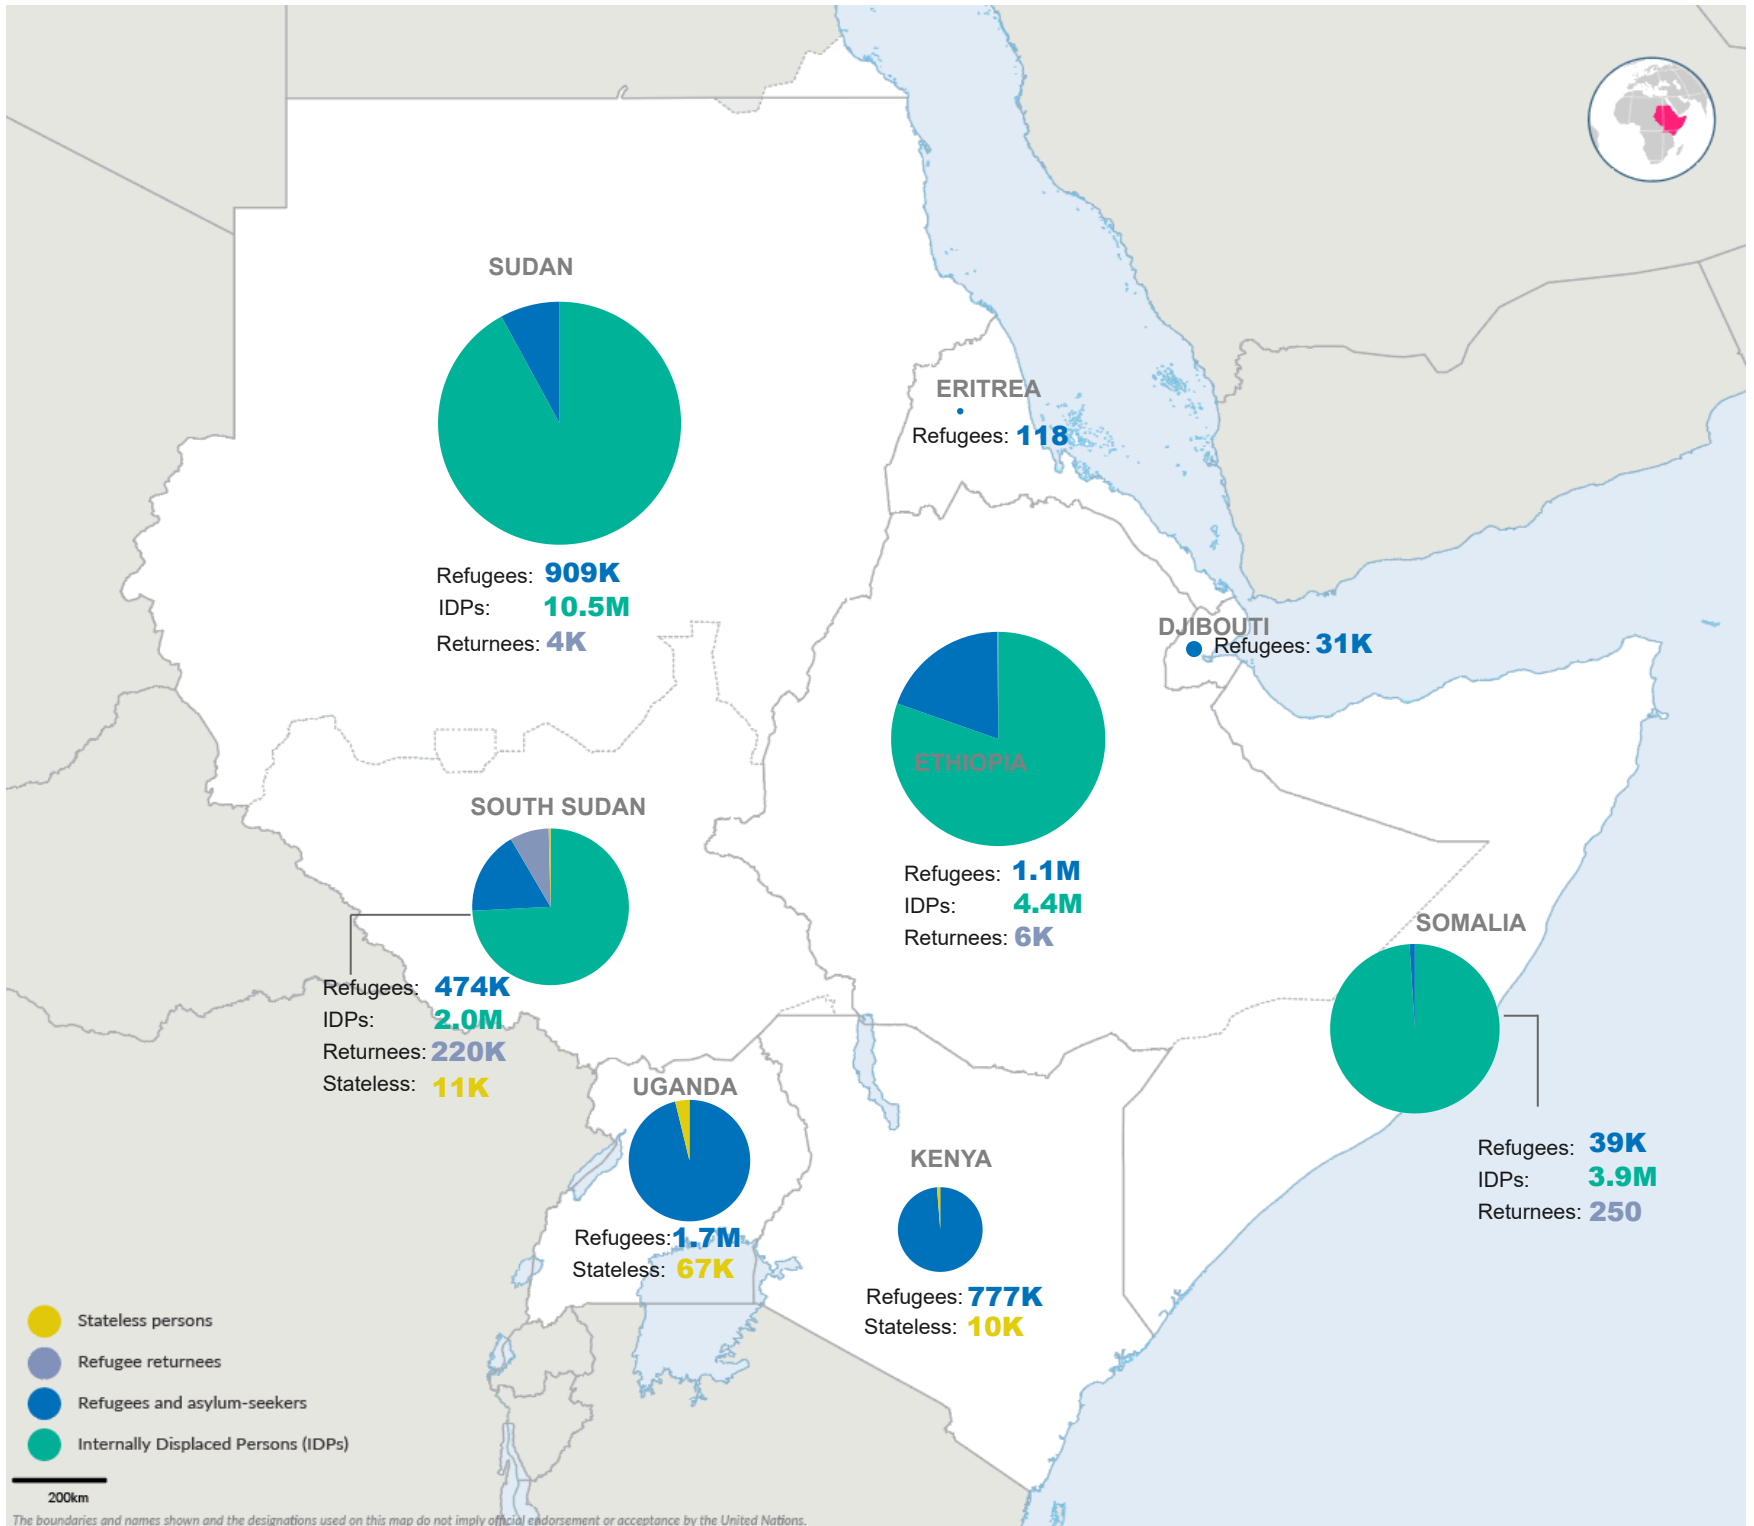 SUDAN
Refugees: 909K
IDPs: 10.5M
Returnees: 4K
ERITREA
Refugees: 118
DJIBOUTI
Refugees: 31K
ETHIOPIA
Refugees: 1.1M
IDPs: 4.4M
Returnees: 6K
SOUTH SUDAN
Refugees: 474K
IDPs: 2.0M
Returnees: 220K
Stateless: 11K
SOMALIA
Refugees: 39K
IDPs: 3.9M
Returnees: 250
UGANDA
Refugees: 1.7M
Stateless: 67K
KENYA
Refugees: 777K
Stateless: 10K
Stateless persons
Refugee returnees
Refugees and asylum-seekers
Internally Displaced Persons (IDPs)
200km
The boundaries and names shown and the designations used on this map do not imply official endorsement or acceptance by the United Nations.